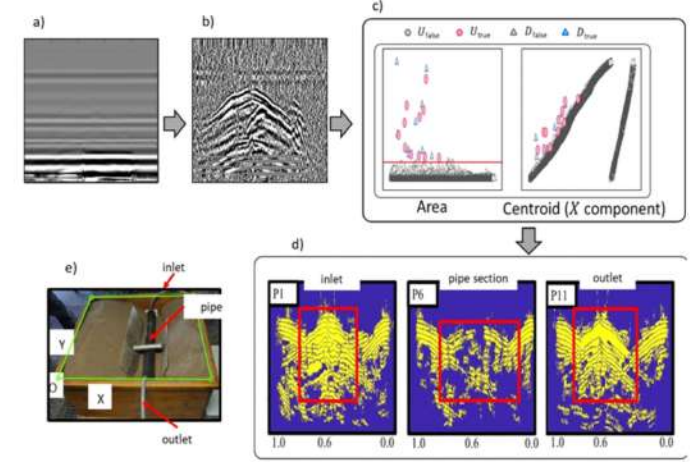 a)
b)
c)
○ U_false ○ U_true △ D_false △ D_true
Area
Centroid (X component)
d)
e)
inlet
pipe
Y
O
X
outlet
inlet
pipe section
outlet
P1
P6
P11
1.0 0.6 0.0
1.0 0.6 0.0
1.0 0.6 0.0